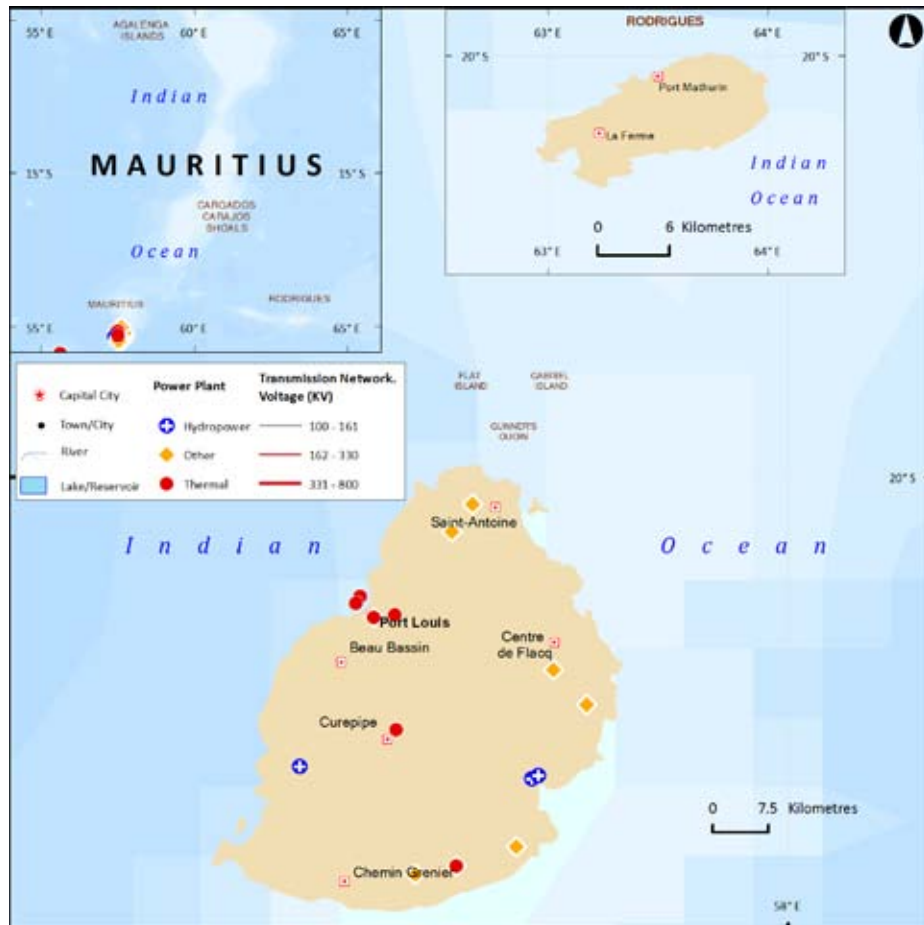 AGALENGA
ISLANDS
55°E
60°E
65°E
Indian
MAURITIUS
15°S
15°S
CARGADOS
CARAJOS
SHOALS
Ocean
MAURITIUS
RODRIGUES
55°E
60°E
65°E
RODRIGUES
63°E
64°E
20°S
20°S
Port Mathurin
La Ferme
Indian
Ocean
0 6 Kilometres
63°E
64°E
Capital City
Town/City
River
Lake/Reservoir
Power Plant
Hydropower
Other
Thermal
Transmission Network.
Voltage (KV)
100 - 161
162 - 330
331 - 800
FLAT
ISLAND
GABRIEL
ISLAND
GUNNER'S
QUOIN
20°S
Saint-Antoine
Indian
Ocean
Port Louis
Beau Bassin
Centre
de Flacq
Curepipe
0 7.5 Kilometres
Chemin Grenier
58°E